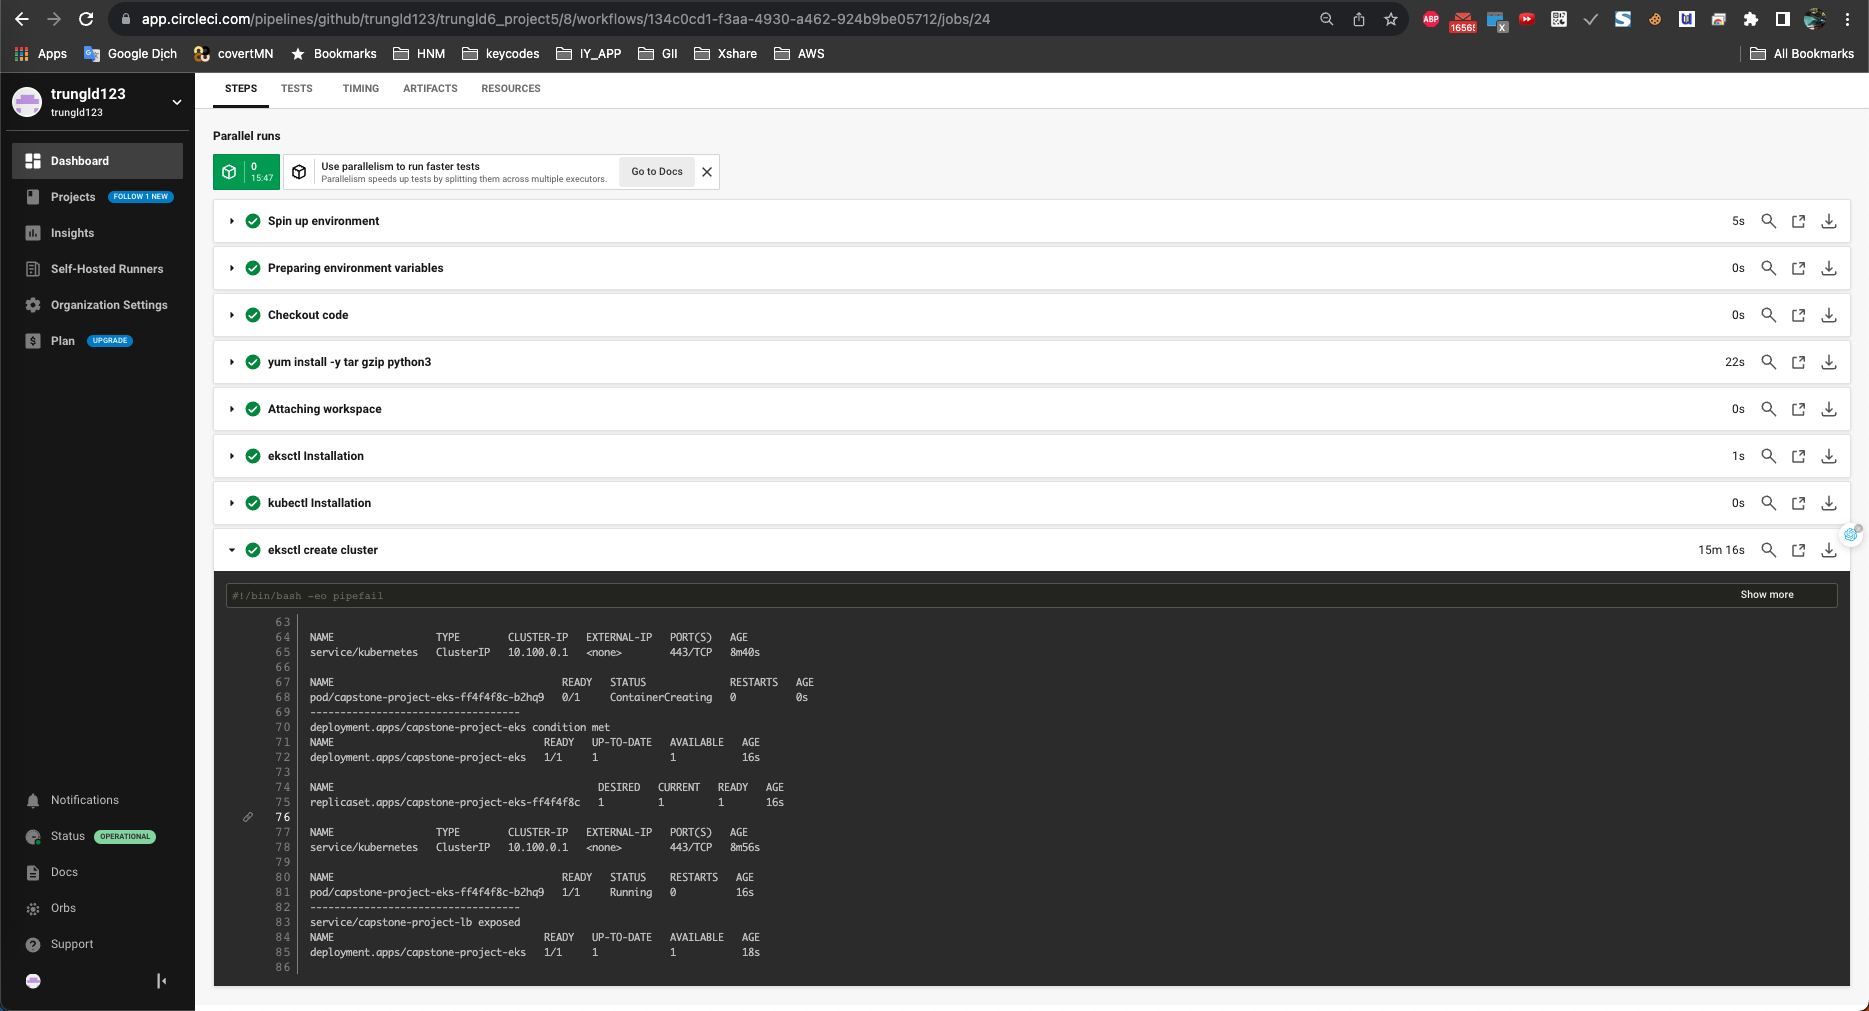 app.circleci.com/pipelines/github/trungld123/trungld6_project5/8/workflows/134c0cd1-f3aa-4930-a462-924b9be05712/jobs/24
ABP
1656!
X
Apps
Google Dịch
covertMN
Bookmarks
HNM
keycodes
IY_APP
GII
Xshare
AWS
All Bookmarks
trungld123
trungld123
Dashboard
Projects FOLLOW 1 NEW
Insights
Self-Hosted Runners
Organization Settings
Plan UPGRADE
Notifications
Status OPERATIONAL
Docs
Orbs
Support
STEPS TESTS TIMING ARTIFACTS RESOURCES
Parallel runs
0
15:47
Use parallelism to run faster tests
Parallelism speeds up tests by splitting them across multiple executors.
Go to Docs
Spin up environment 5s
Preparing environment variables 0s
Checkout code 0s
yum install -y tar gzip python3 22s
Attaching workspace 0s
eksctl Installation 1s
kubectl Installation 0s
eksctl create cluster 15m 16s
#!/bin/bash -eo pipefail Show more
63
64 NAME TYPE CLUSTER-IP EXTERNAL-IP PORT(S) AGE
65 service/kubernetes ClusterIP 10.100.0.1 <none> 443/TCP 8m40s
66
67 NAME READY STATUS RESTARTS AGE
68 pod/capstone-project-eks-ff4f4f8c-b2hq9 0/1 ContainerCreating 0 0s
69 -----------------------------------
70 deployment.apps/capstone-project-eks condition met
71 NAME READY UP-TO-DATE AVAILABLE AGE
72 deployment.apps/capstone-project-eks 1/1 1 1 16s
73
74 NAME DESIRED CURRENT READY AGE
75 replicaset.apps/capstone-project-eks-ff4f4f8c 1 1 1 16s
76
77 NAME TYPE CLUSTER-IP EXTERNAL-IP PORT(S) AGE
78 service/kubernetes ClusterIP 10.100.0.1 <none> 443/TCP 8m56s
79
80 NAME READY STATUS RESTARTS AGE
81 pod/capstone-project-eks-ff4f4f8c-b2hq9 1/1 Running 0 16s
82 -----------------------------------
83 service/capstone-project-lb exposed
84 NAME READY UP-TO-DATE AVAILABLE AGE
85 deployment.apps/capstone-project-eks 1/1 1 1 18s
86